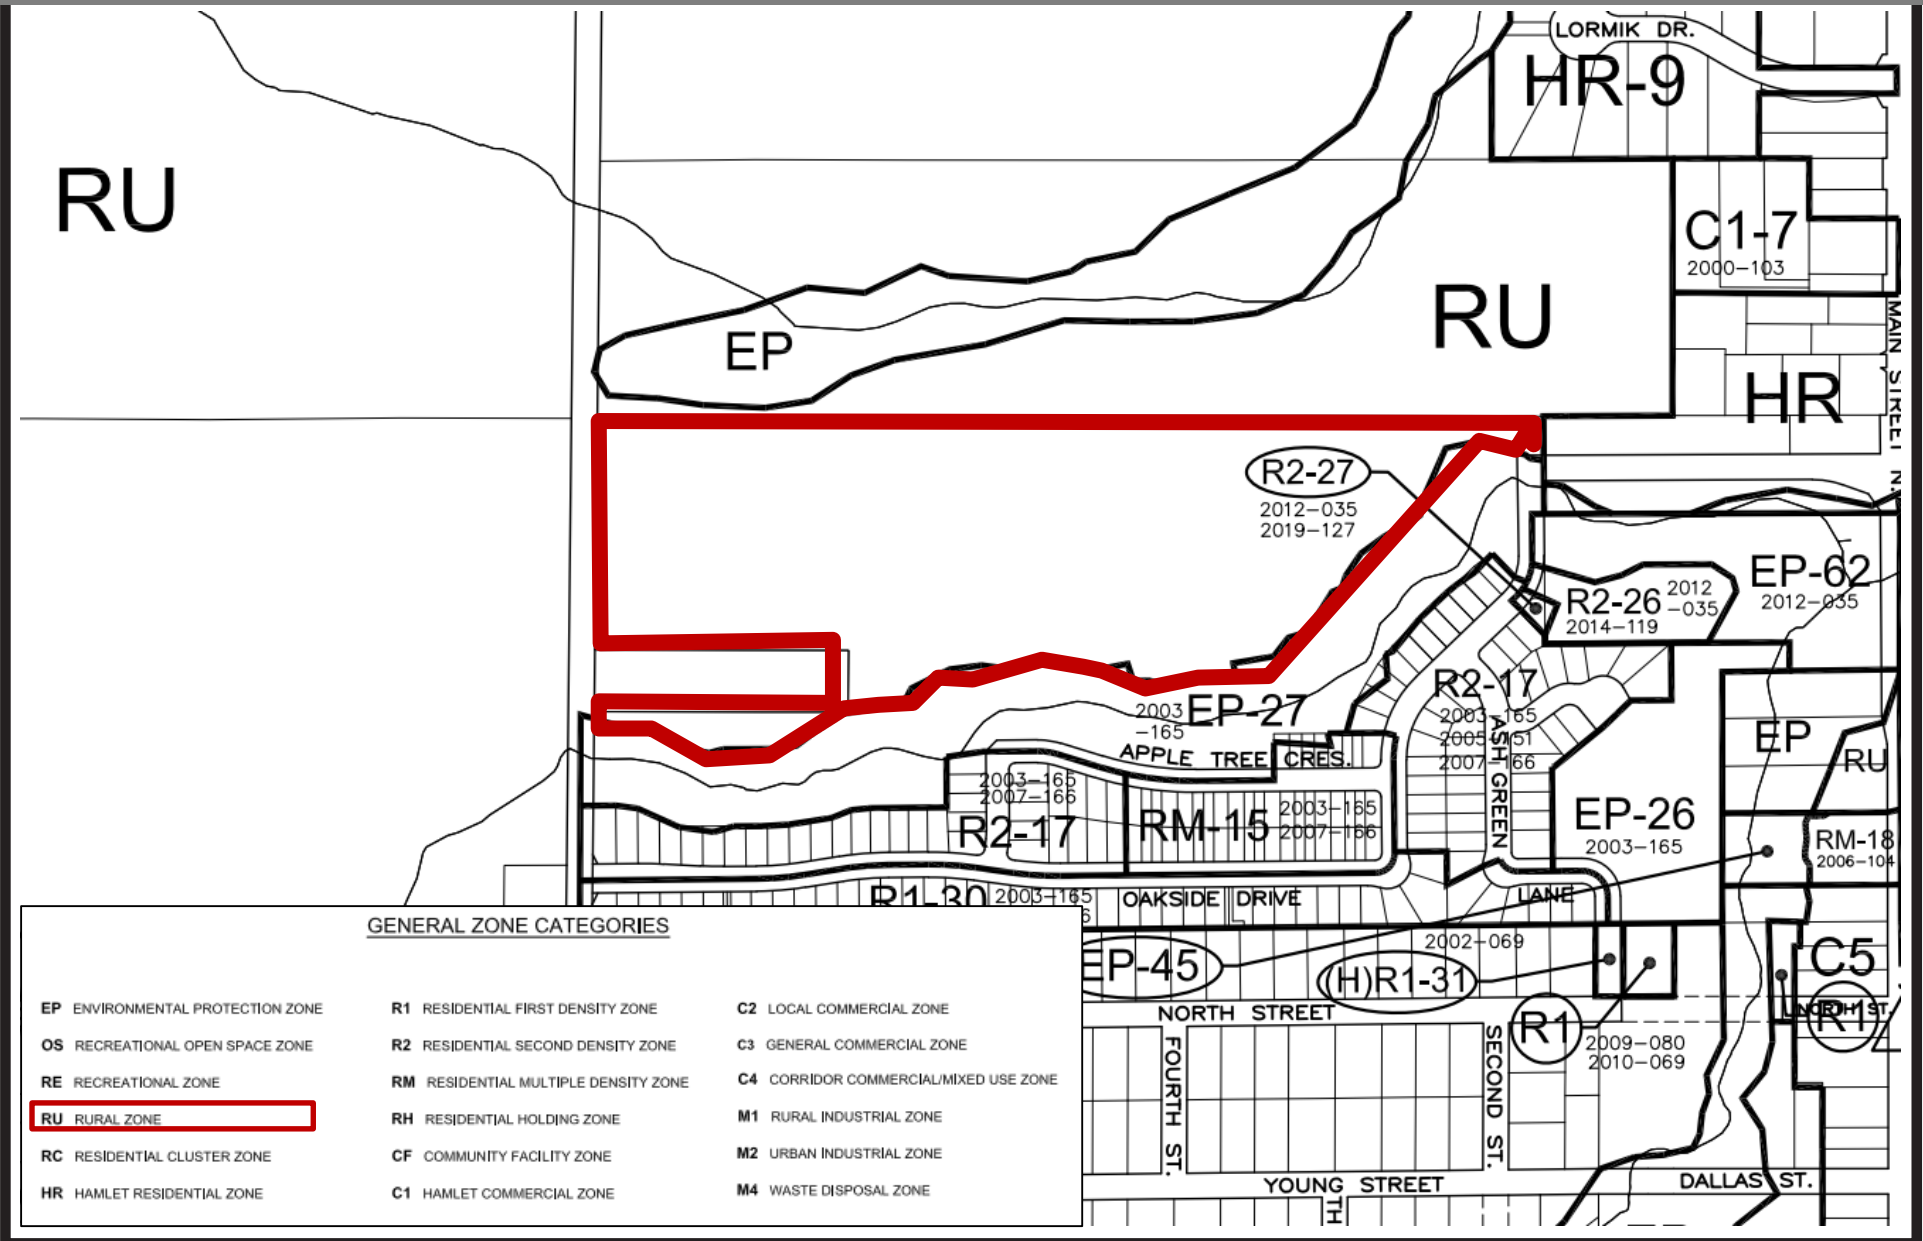 LORMIK DR.
HR-9
RU
C1-7
2000-103
RU
EP
MAIN STREET N.
HR
R2-27
2012-035
2019-127
EP-62
2012-035
R2-26
2012
-035
2014-119
R2-17
2003-165
2005-151
2007-166
EP-27
2003
-165
APPLE TREE CRES.
ASH GREEN
LANE
EP
RU
2003-165
2007-166
R2-17
RM-15
2003-165
2007-166
EP-26
2003-165
RM-18
2006-104
R1-30
2003-165
OAKSIDE DRIVE
2002-069
EP-45
(H)R1-31
C5
NORTH STREET
NORTH ST.
R1
R1
2009-080
2010-069
FOURTH ST.
SECOND ST.
YOUNG STREET
DALLAS ST.
TH
GENERAL ZONE CATEGORIES
EP ENVIRONMENTAL PROTECTION ZONE
OS RECREATIONAL OPEN SPACE ZONE
RE RECREATIONAL ZONE
RU RURAL ZONE
RC RESIDENTIAL CLUSTER ZONE
HR HAMLET RESIDENTIAL ZONE
R1 RESIDENTIAL FIRST DENSITY ZONE
R2 RESIDENTIAL SECOND DENSITY ZONE
RM RESIDENTIAL MULTIPLE DENSITY ZONE
RH RESIDENTIAL HOLDING ZONE
CF COMMUNITY FACILITY ZONE
C1 HAMLET COMMERCIAL ZONE
C2 LOCAL COMMERCIAL ZONE
C3 GENERAL COMMERCIAL ZONE
C4 CORRIDOR COMMERCIAL/MIXED USE ZONE
M1 RURAL INDUSTRIAL ZONE
M2 URBAN INDUSTRIAL ZONE
M4 WASTE DISPOSAL ZONE